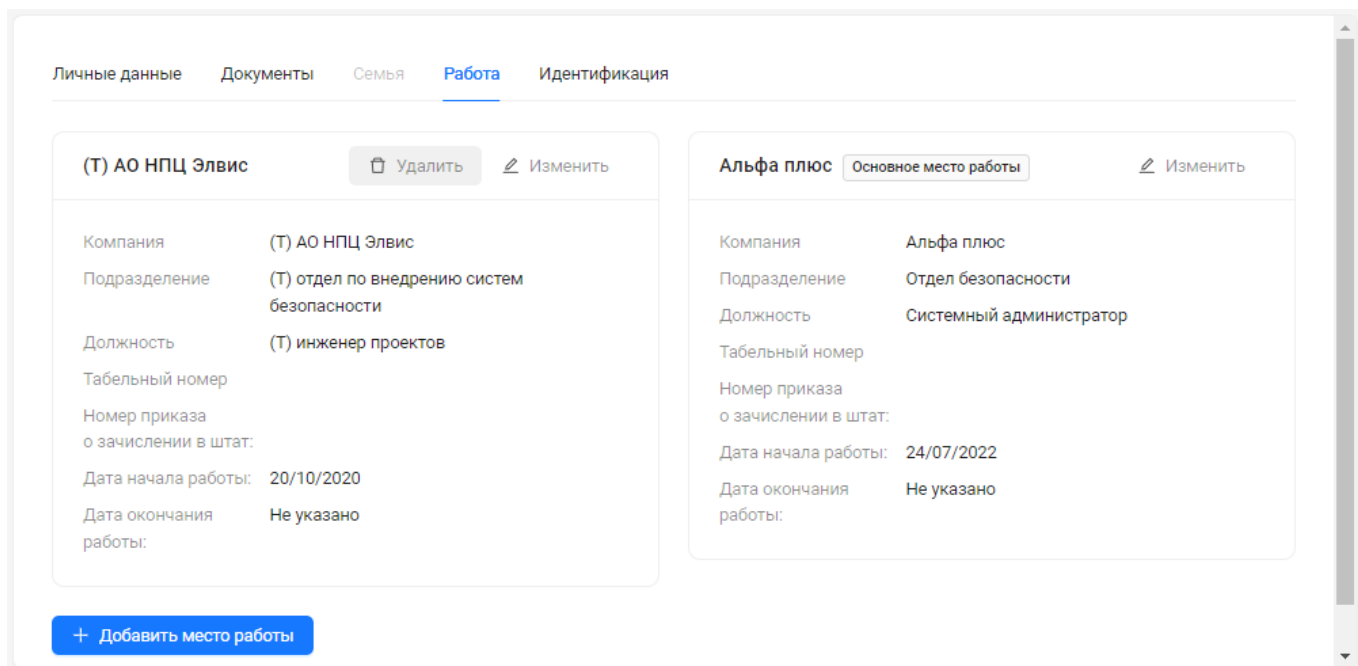 Личные данные Документы Семья Работа Идентификация
(Т) АО НПЦ Элвис Удалить Изменить
Компания (Т) АО НПЦ Элвис
Подразделение (Т) отдел по внедрению систем
безопасности
Должность (Т) инженер проектов
Табельный номер
Номер приказа
о зачислении в штат:
Дата начала работы: 20/10/2020
Дата окончания Не указано
работы:
Альфа плюс Основное место работы Изменить
Компания Альфа плюс
Подразделение Отдел безопасности
Должность Системный администратор
Табельный номер
Номер приказа
о зачислении в штат:
Дата начала работы: 24/07/2022
Дата окончания Не указано
работы:
+ Добавить место работы